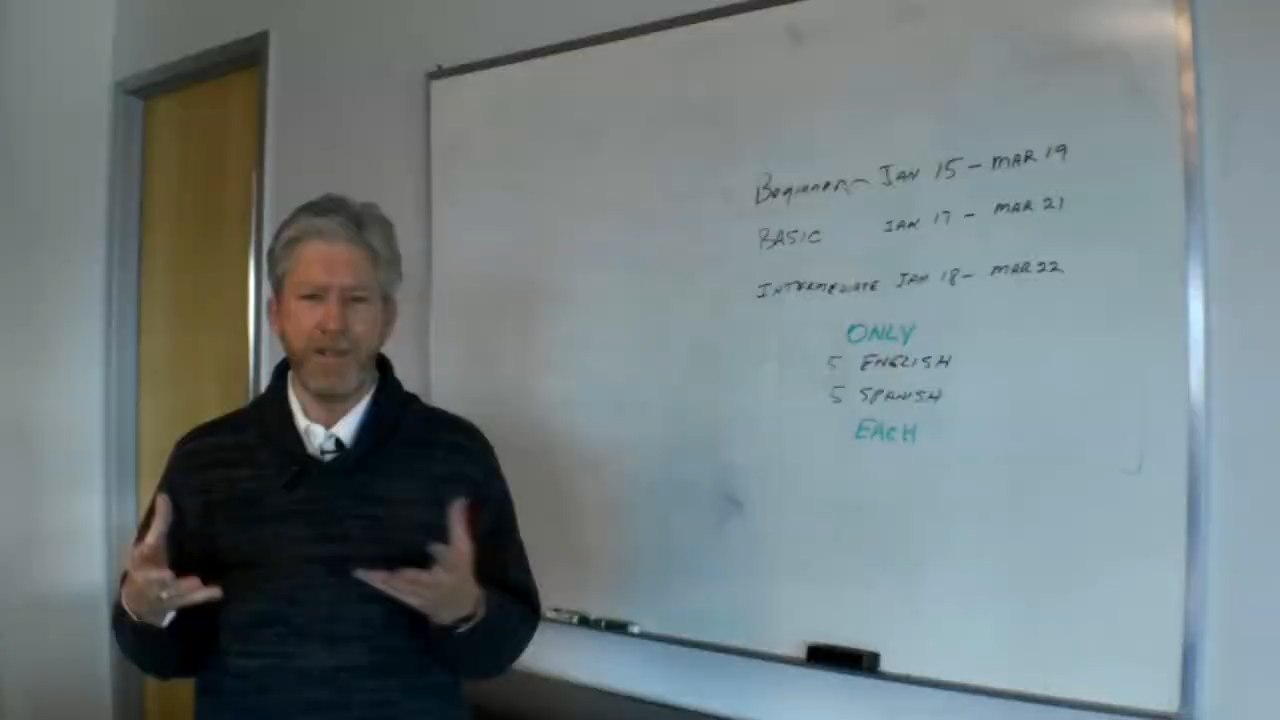 Beginner - JAN 15 - MAR 19
BASIC JAN 17 - MAR 21
INTERMEDIATE JAN 18 - MAR 22
ONLY
5 ENGLISH
5 SPANISH
EACH